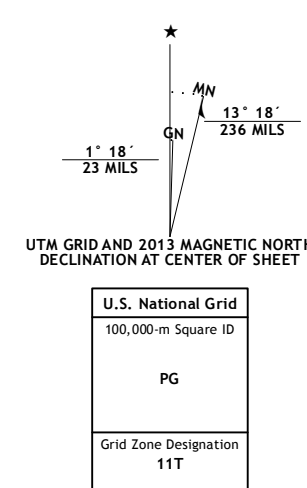 ★
MN
GN
13° 18´
236 MILS
1° 18´
23 MILS
UTM GRID AND 2013 MAGNETIC NORTH
DECLINATION AT CENTER OF SHEET
U.S. National Grid
100,000-m Square ID
PG
Grid Zone Designation
11T